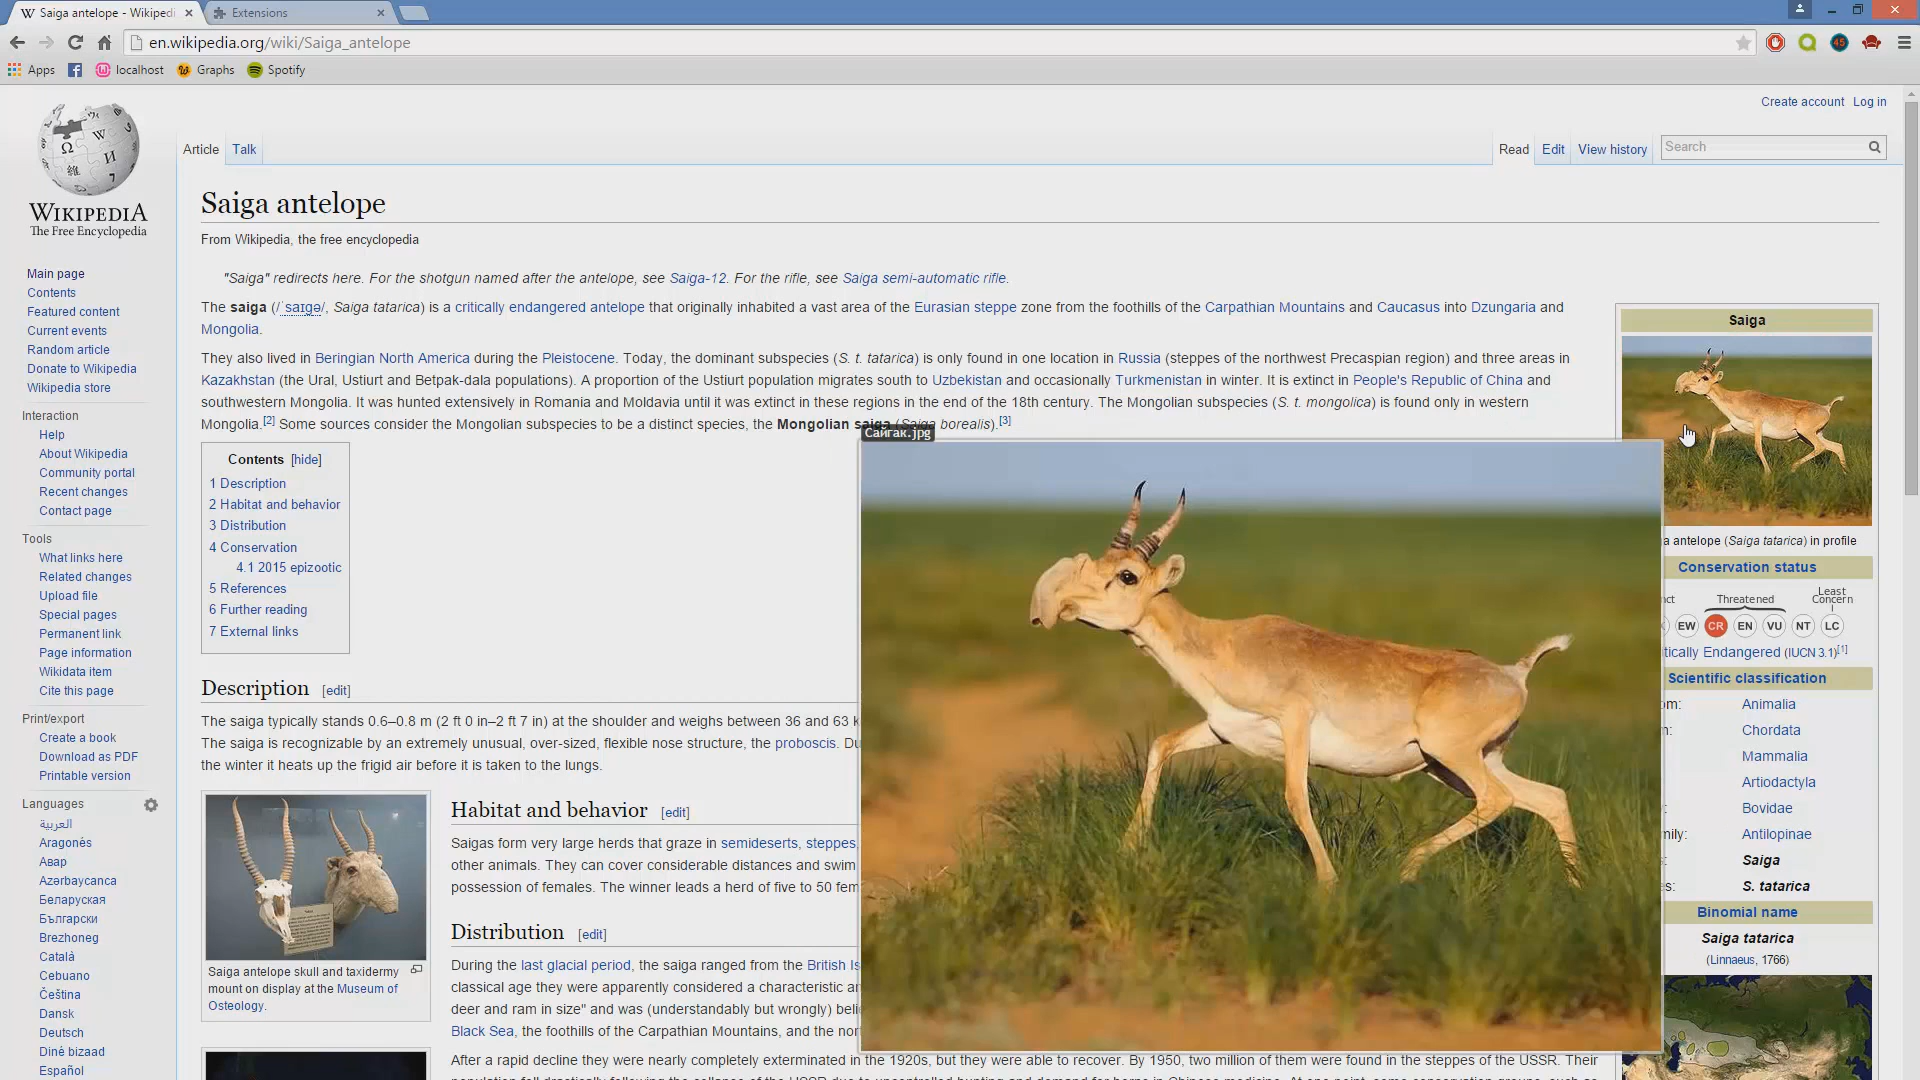 Saiga antelope - Wikipedi
Extensions
en.wikipedia.org/wiki/Saiga_antelope
Apps localhost Graphs Spotify
Create account Log in
WIKIPEDIA
The Free Encyclopedia
Article Talk
Read Edit View history Search
Main page
Contents
Featured content
Current events
Random article
Donate to Wikipedia
Wikipedia store
Interaction
Help
About Wikipedia
Community portal
Recent changes
Contact page
Tools
What links here
Related changes
Upload file
Special pages
Permanent link
Page information
Wikidata item
Cite this page
Print/export
Create a book
Download as PDF
Printable version
Languages
العربية
Aragonés
Авар
Azərbaycanca
Беларуская
Български
Brezhoneg
Català
Cebuano
Čeština
Dansk
Deutsch
Diné bizaad
Español
Saiga antelope
From Wikipedia, the free encyclopedia
"Saiga" redirects here. For the shotgun named after the antelope, see Saiga-12. For the rifle, see Saiga semi-automatic rifle.
The saiga (/ˈsaɪɡə/, Saiga tatarica) is a critically endangered antelope that originally inhabited a vast area of the Eurasian steppe zone from the foothills of the Carpathian Mountains and Caucasus into Dzungaria and
Mongolia.
They also lived in Beringian North America during the Pleistocene. Today, the dominant subspecies (S. t. tatarica) is only found in one location in Russia (steppes of the northwest Precaspian region) and three areas in
Kazakhstan (the Ural, Ustiurt and Betpak-dala populations). A proportion of the Ustiurt population migrates south to Uzbekistan and occasionally Turkmenistan in winter. It is extinct in People's Republic of China and
southwestern Mongolia. It was hunted extensively in Romania and Moldavia until it was extinct in these regions in the end of the 18th century. The Mongolian subspecies (S. t. mongolica) is found only in western
Mongolia.[2] Some sources consider the Mongolian subspecies to be a distinct species, the Mongolian saiga (Saiga borealis).[3]
Сайгак.jpg
Contents [hide]
1 Description
2 Habitat and behavior
3 Distribution
4 Conservation
4.1 2015 epizootic
5 References
6 Further reading
7 External links
Description [edit]
The saiga typically stands 0.6–0.8 m (2 ft 0 in–2 ft 7 in) at the shoulder and weighs between 36 and 63 k
The saiga is recognizable by an extremely unusual, over-sized, flexible nose structure, the proboscis. Du
the winter it heats up the frigid air before it is taken to the lungs.
Saiga antelope skull and taxidermy
mount on display at the Museum of
Osteology.
Habitat and behavior [edit]
Saigas form very large herds that graze in semideserts, steppes,
other animals. They can cover considerable distances and swim
possession of females. The winner leads a herd of five to 50 fem
Distribution [edit]
During the last glacial period, the saiga ranged from the British Is
classical age they were apparently considered a characteristic an
deer and ram in size" and was (understandably but wrongly) beli
Black Sea, the foothills of the Carpathian Mountains, and the nor
After a rapid decline they were nearly completely exterminated in the 1920s, but they were able to recover. By 1950, two million of them were found in the steppes of the USSR. Their
Saiga
a antelope (Saiga tatarica) in profile
Conservation status
nct Threatened Least
Concern
EW CR EN VU NT LC
tically Endangered (IUCN 3.1)[1]
Scientific classification
om: Animalia
n: Chordata
Mammalia
Artiodactyla
y: Bovidae
mily: Antilopinae
s: Saiga
es: S. tatarica
Binomial name
Saiga tatarica
(Linnaeus, 1766)